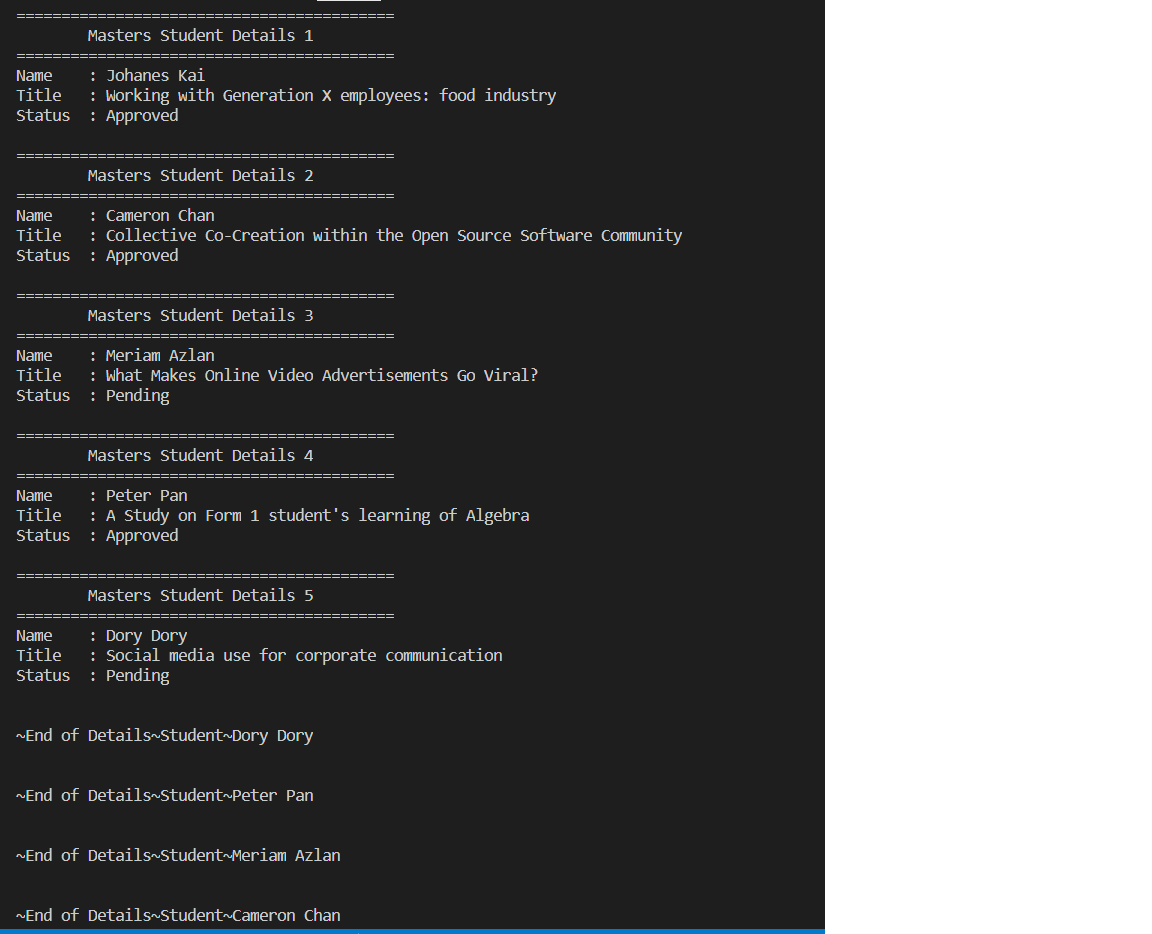 ==========================================
        Masters Student Details 1
==========================================
Name    : Johanes Kai
Title   : Working with Generation X employees: food industry
Status  : Approved

==========================================
        Masters Student Details 2
==========================================
Name    : Cameron Chan
Title   : Collective Co-Creation within the Open Source Software Community
Status  : Approved

==========================================
        Masters Student Details 3
==========================================
Name    : Meriam Azlan
Title   : What Makes Online Video Advertisements Go Viral?
Status  : Pending

==========================================
        Masters Student Details 4
==========================================
Name    : Peter Pan
Title   : A Study on Form 1 student's learning of Algebra
Status  : Approved

==========================================
        Masters Student Details 5
==========================================
Name    : Dory Dory
Title   : Social media use for corporate communication
Status  : Pending


~End of Details~Student~Dory Dory


~End of Details~Student~Peter Pan


~End of Details~Student~Meriam Azlan


~End of Details~Student~Cameron Chan